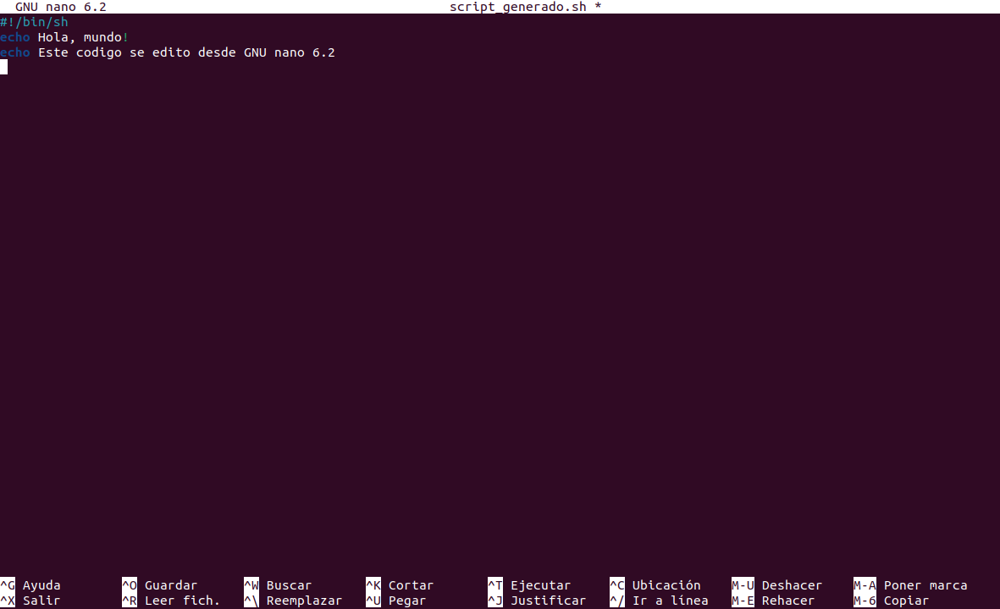 GNU nano 6.2 script_generado.sh *
#!/bin/sh
echo Hola, mundo!
echo Este codigo se edito desde GNU nano 6.2
^G Ayuda ^O Guardar ^W Buscar ^K Cortar ^T Ejecutar ^C Ubicación M-U Deshacer M-A Poner marca
^X Salir ^R Leer fich. ^\ Reemplazar ^U Pegar ^J Justificar ^/ Ir a línea M-E Rehacer M-6 Copiar